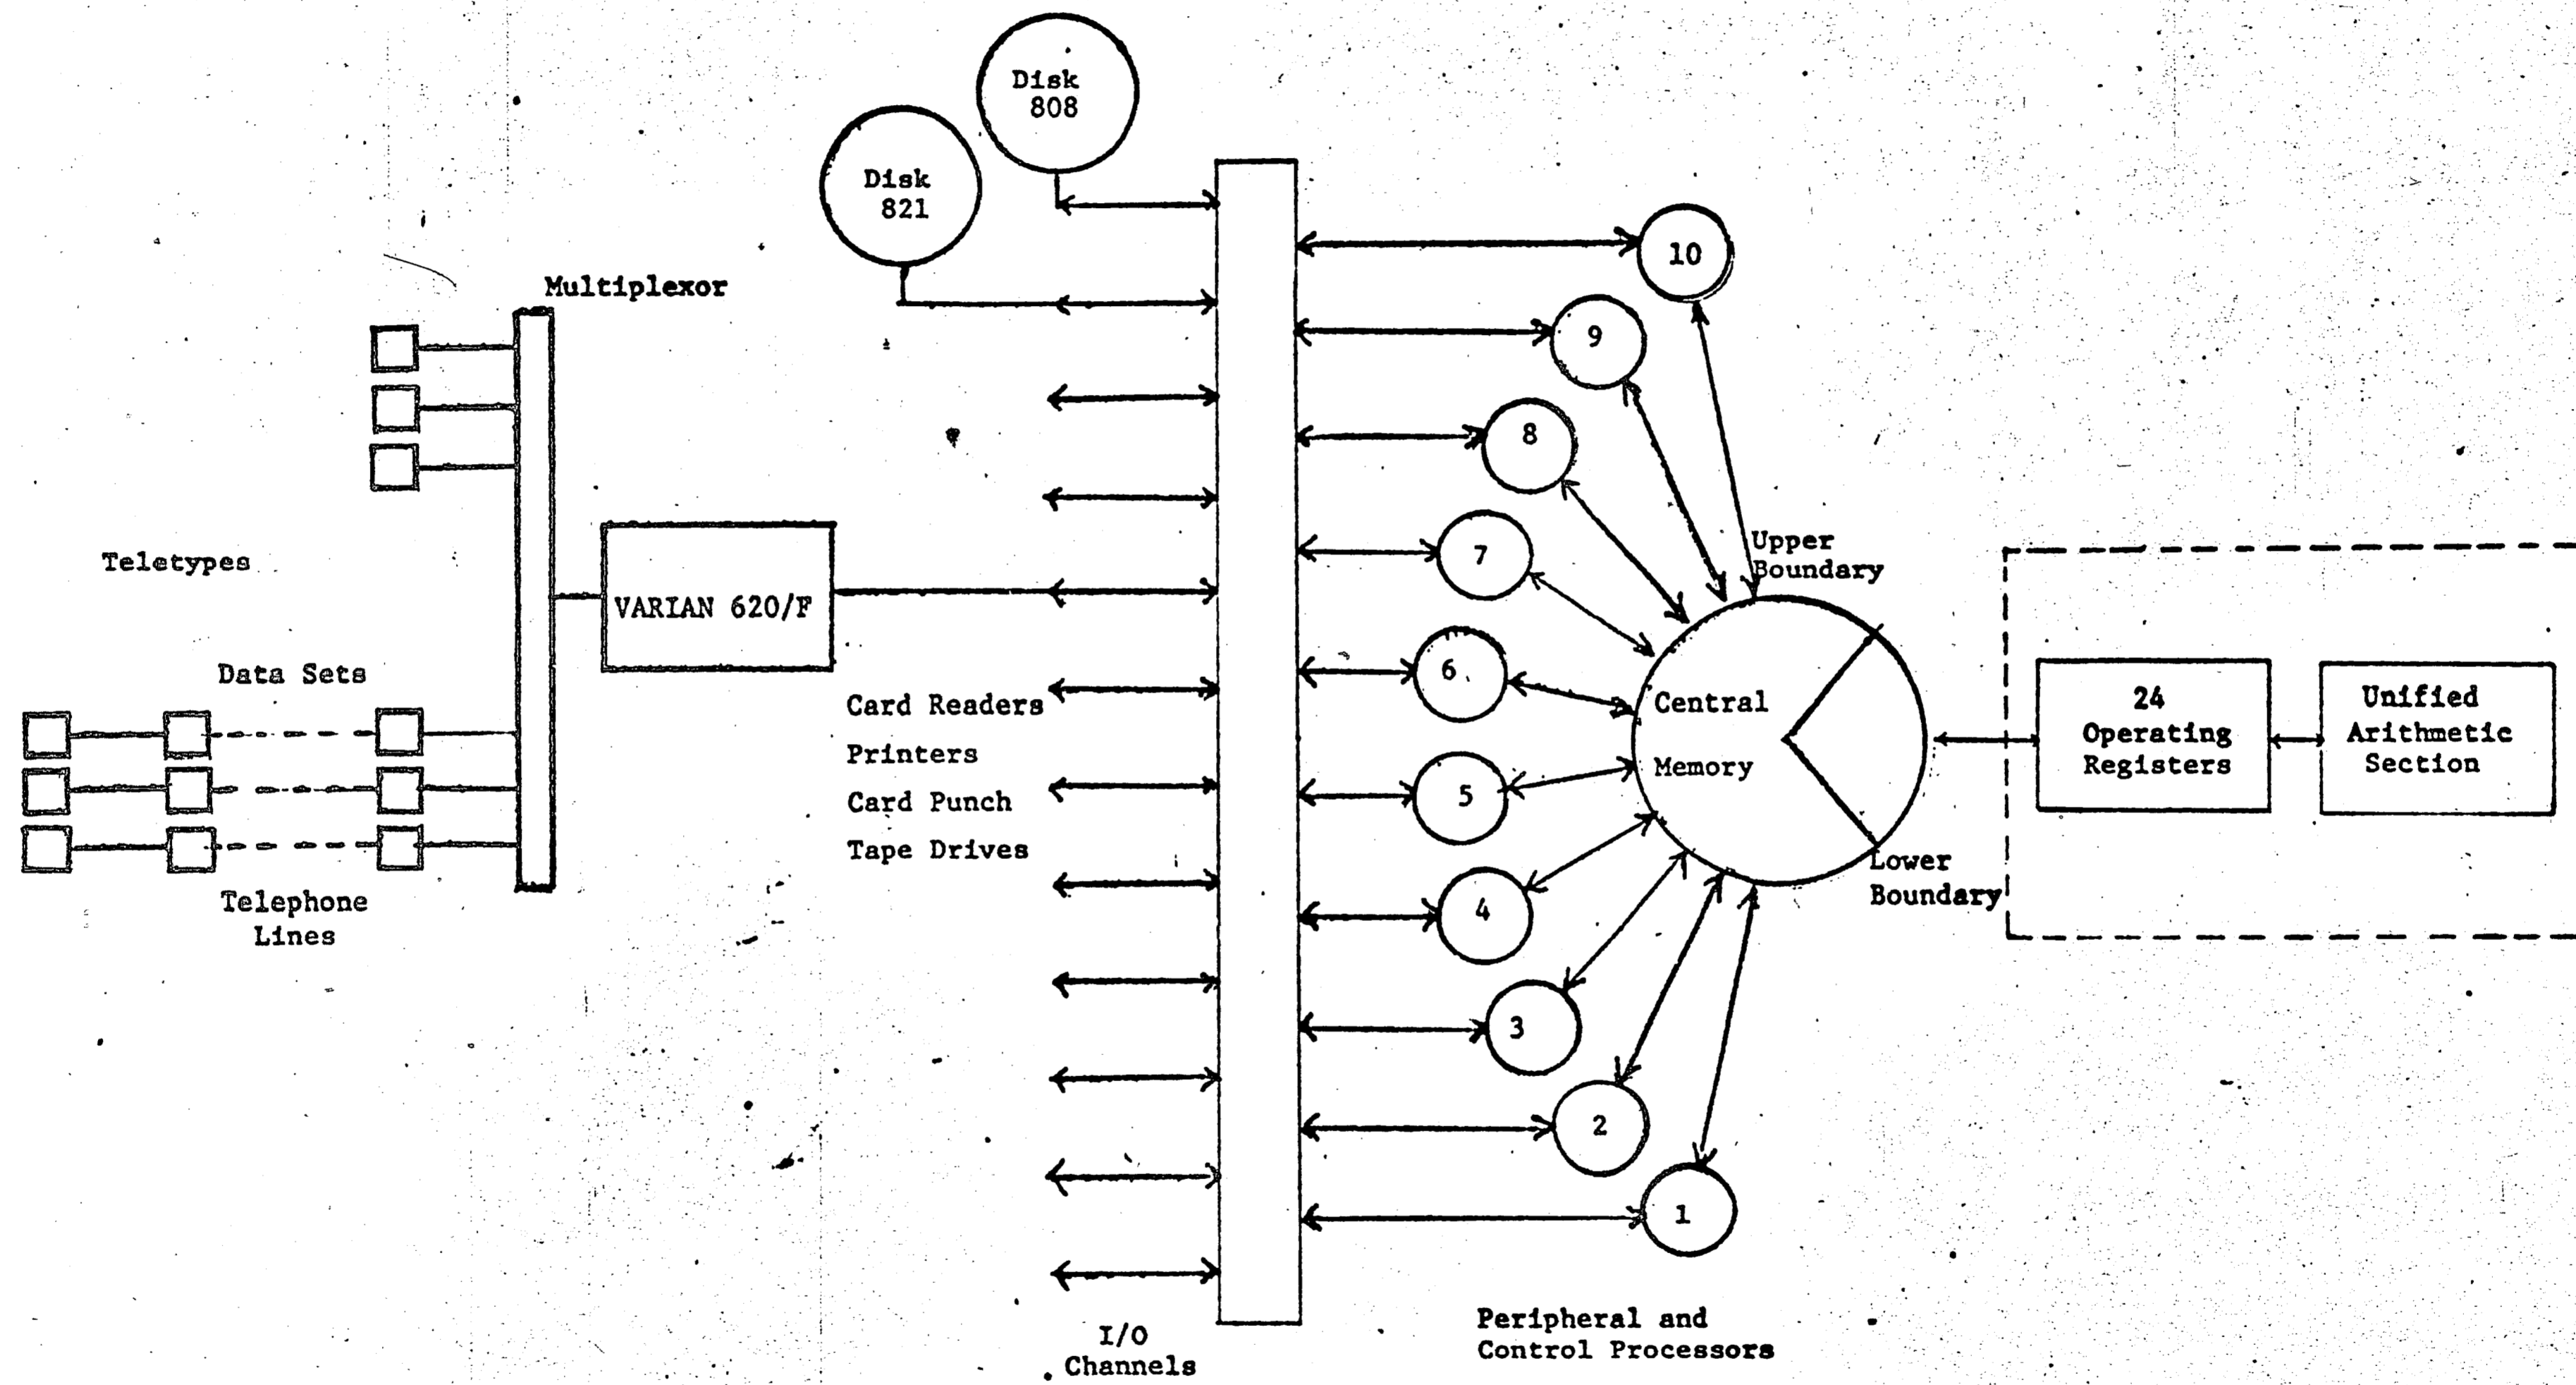 Disk
808
Disk
821
Multiplexor
Teletypes
VARIAN 620/F
Data Sets
Telephone
Lines
Card Readers
Printers
Card Punch
Tape Drives
I/O
Channels
10
9
8
7
6
5
4
3
2
1
Peripheral and
Control Processors
Upper
Boundary
Central
Memory
Lower
Boundary
24
Operating
Registers
Unified
Arithmetic
Section